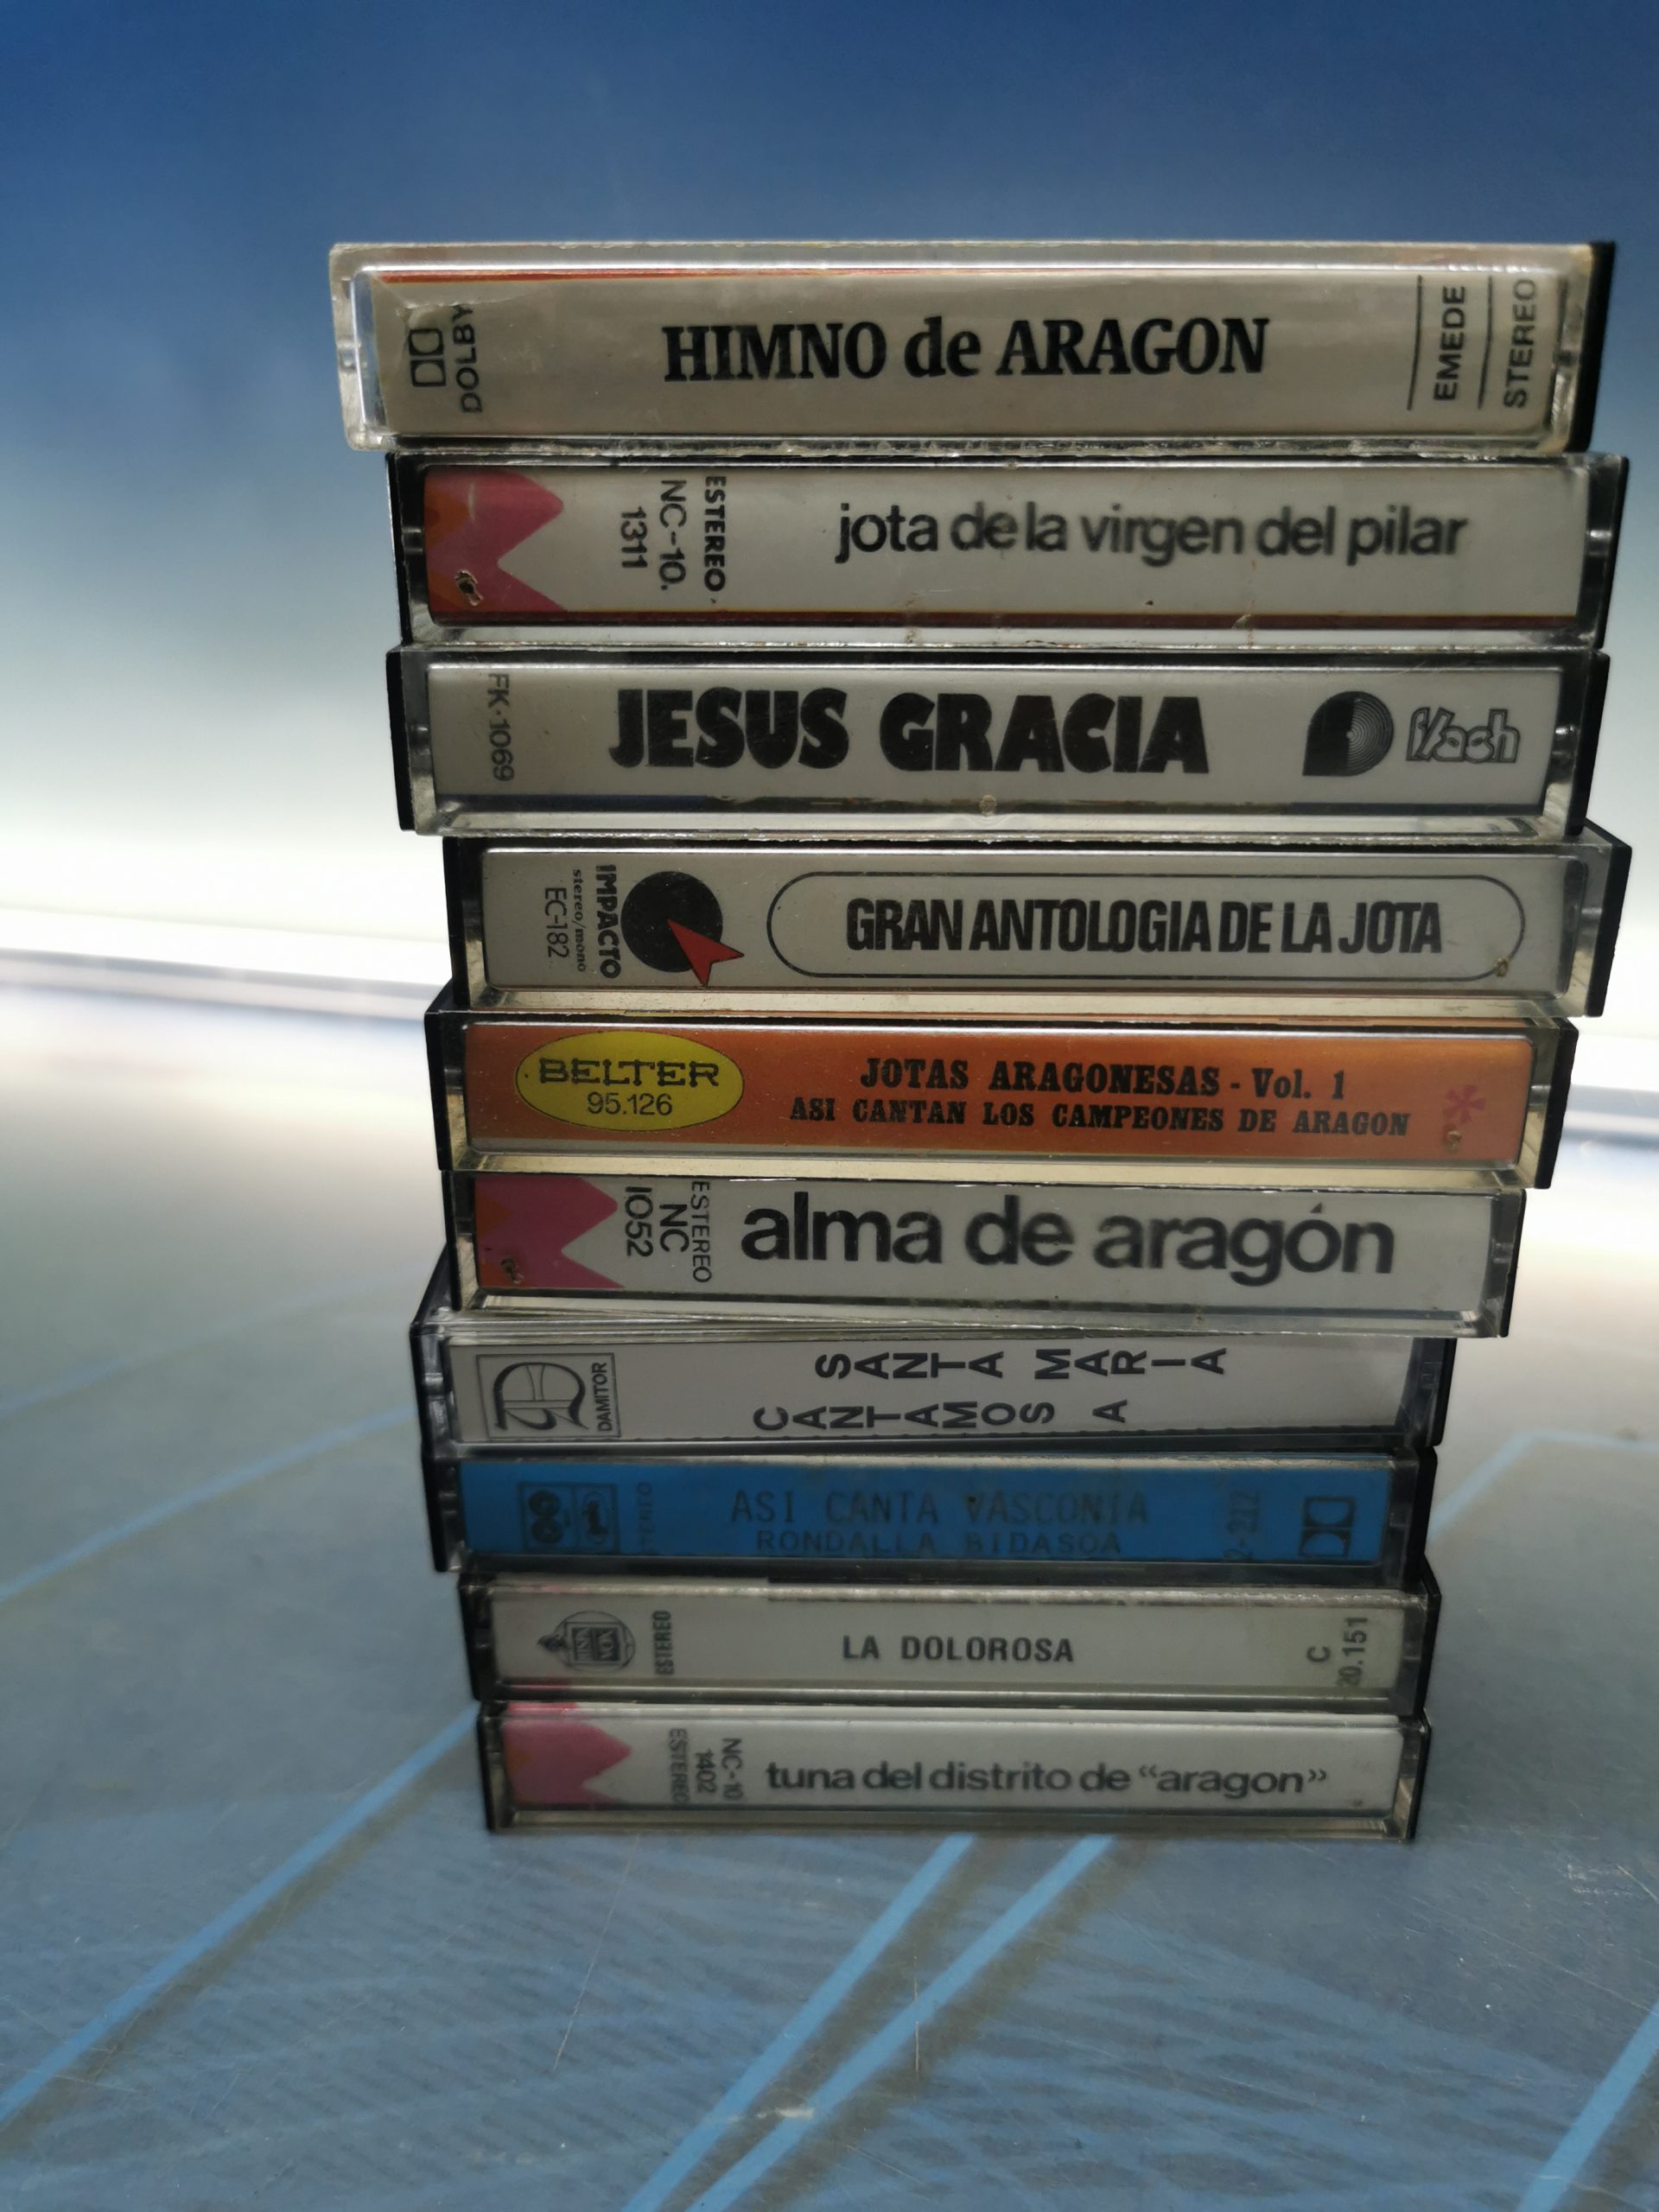 DOLBY
HIMNO de ARAGON
EMEDE
STEREO
ESTEREO
NC-10.
1311
jota de la virgen del pilar
FK-1069
JESUS GRACIA
flach
IMPACTO
stereo/mono
EC-182
GRAN ANTOLOGIA DE LA JOTA
BELTER
95.126
JOTAS ARAGONESAS - Vol. 1
ASI CANTAN LOS CAMPEONES DE ARAGON
ESTEREO
NC
1052
alma de aragón
DAMITOR
SANTA MARIA
CANTAMOS A
ASI CANTA VASCONIA
RONDALLA BIDASOA
ESTEREO
LA DOLOROSA
C
20.151
NC-10
1402
ESTEREO
tuna del distrito de “aragon”